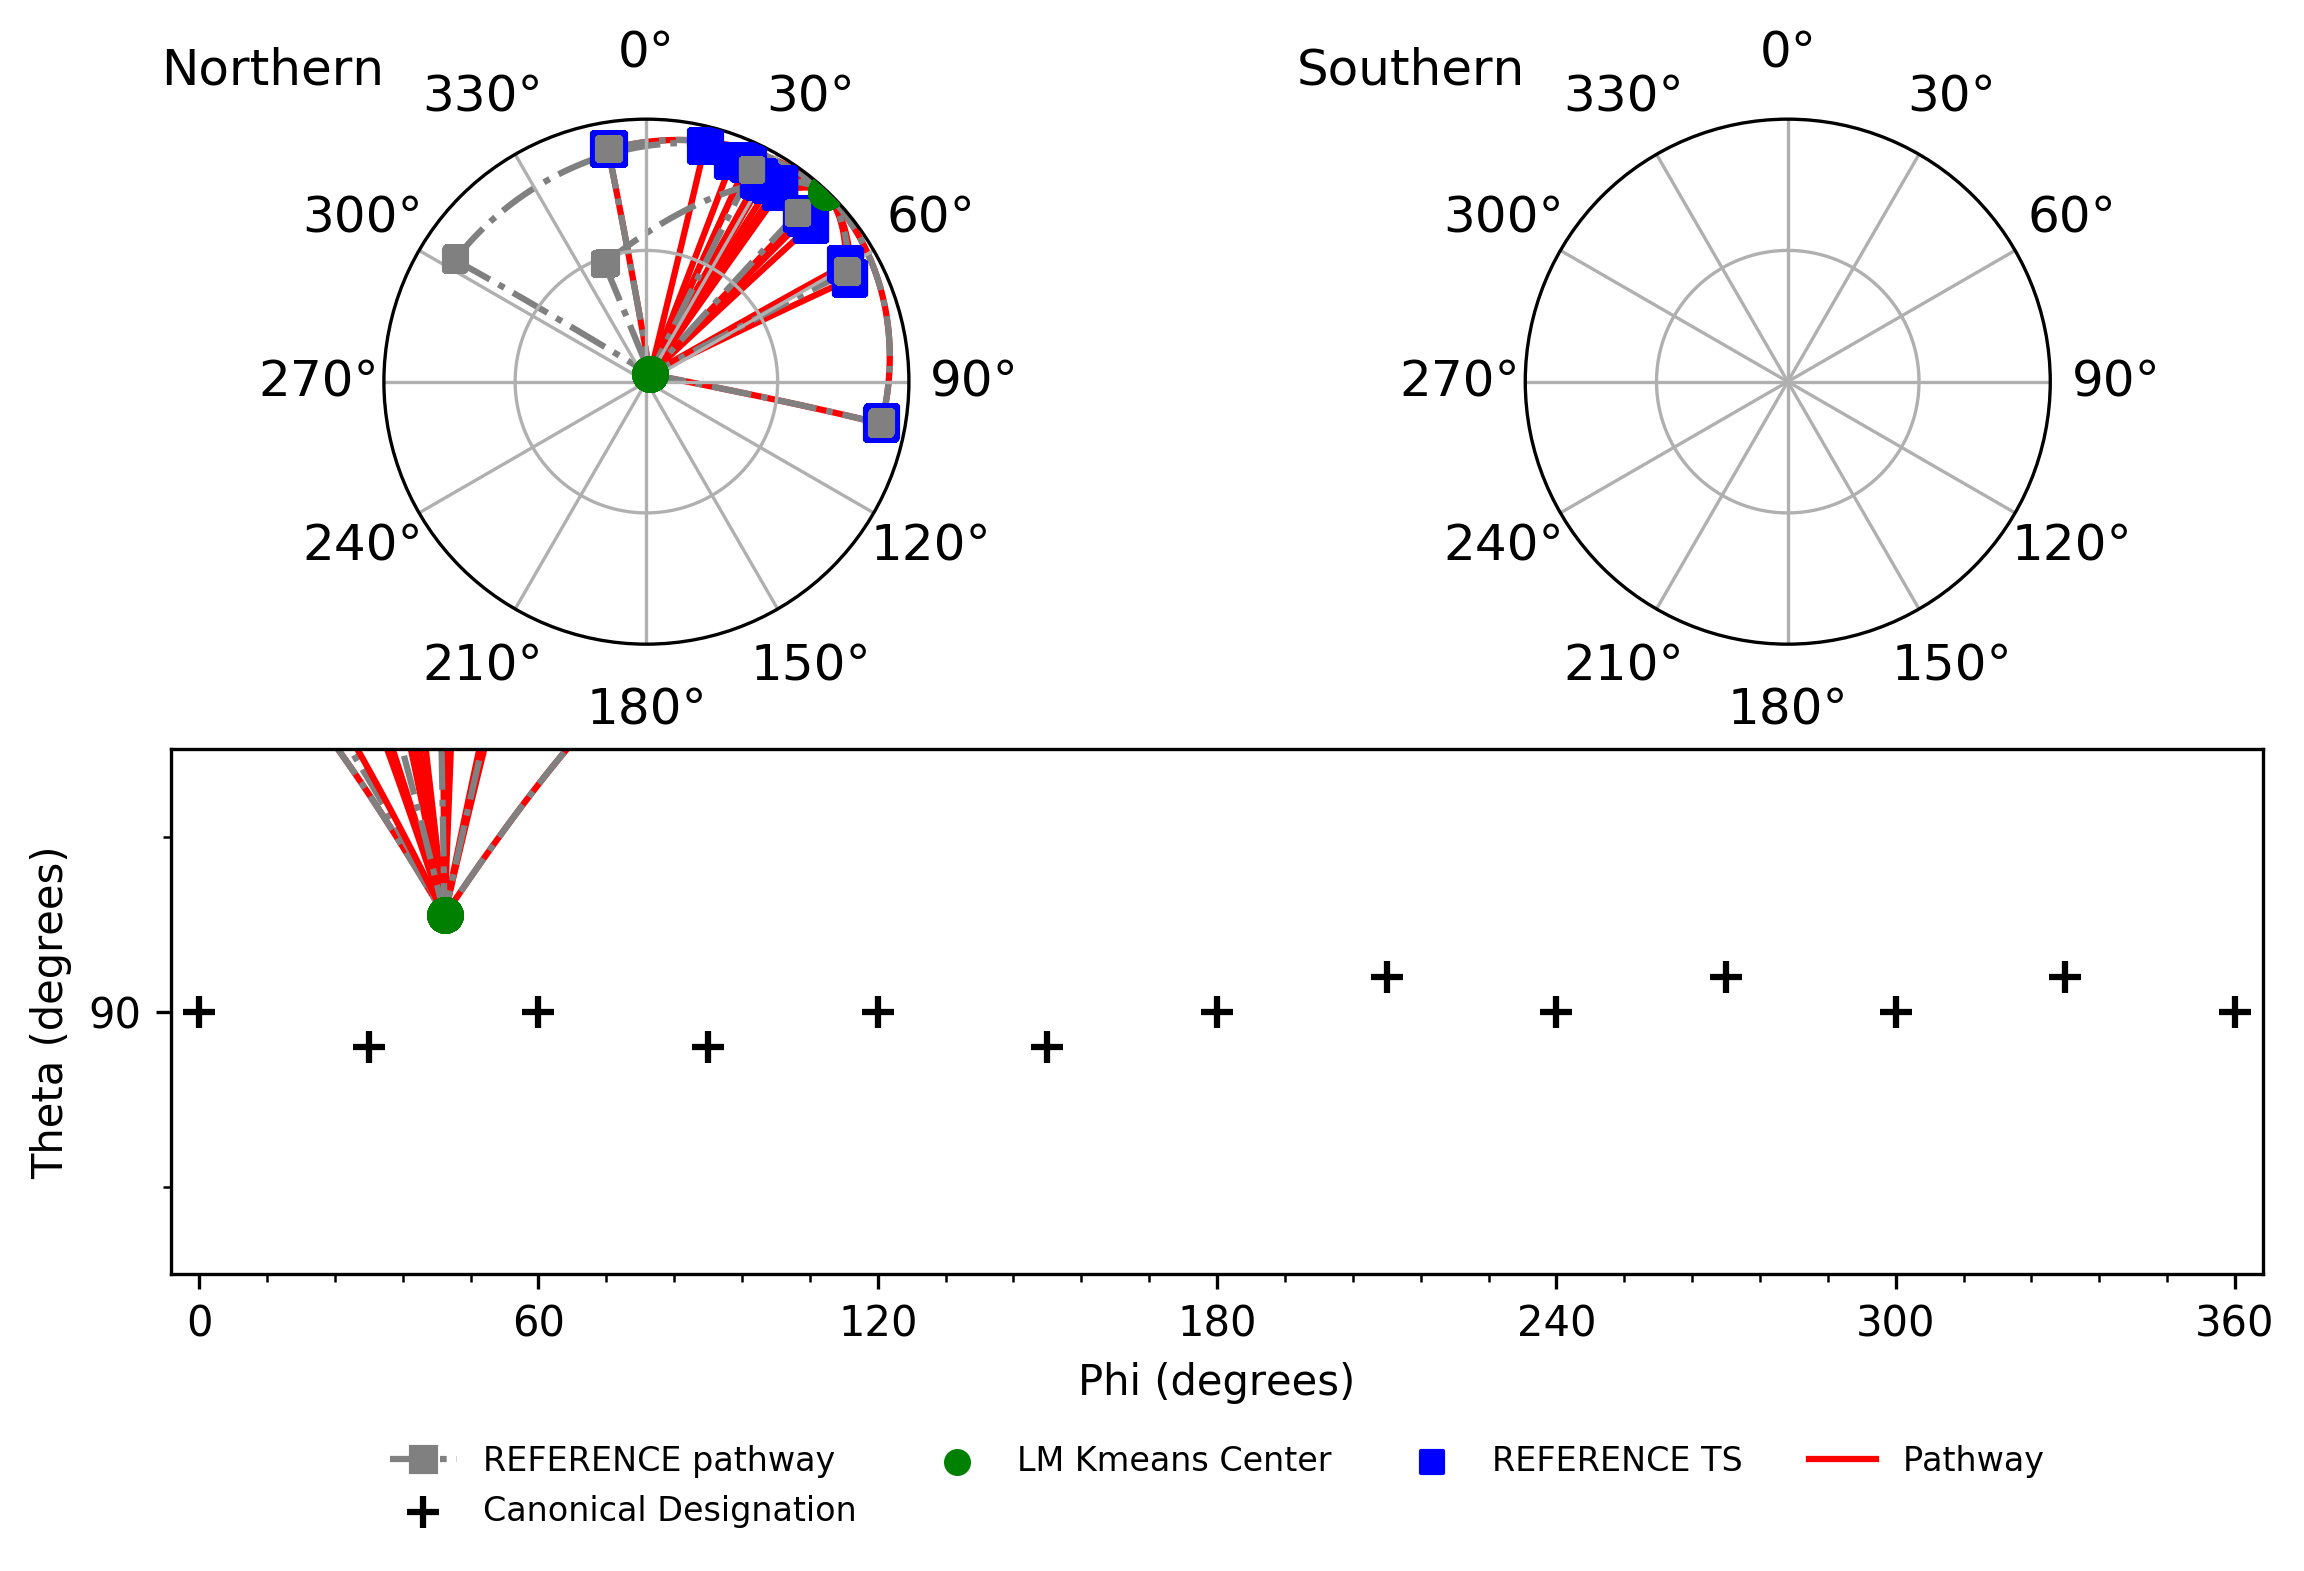 Northern
0°
330°
30°
300°
60°
270°
90°
240°
120°
210°
150°
180°
Southern
0°
330°
30°
300°
60°
270°
90°
240°
120°
210°
150°
180°
Theta (degrees)
90
0 60 120 180 240 300 360
Phi (degrees)
REFERENCE pathway
LM Kmeans Center
REFERENCE TS
Pathway
Canonical Designation